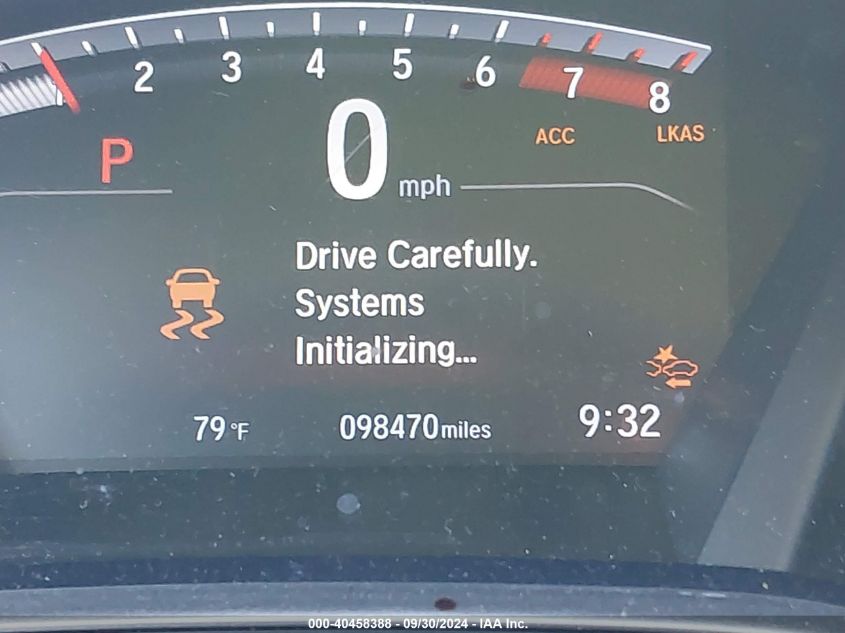 2 3 4 5 6 7 8
ACC LKAS
P 0 mph
Drive Carefully.
Systems
Initializing...
79°F 098470miles 9:32
000-40458388 - 09/30/2024 - IAA Inc.